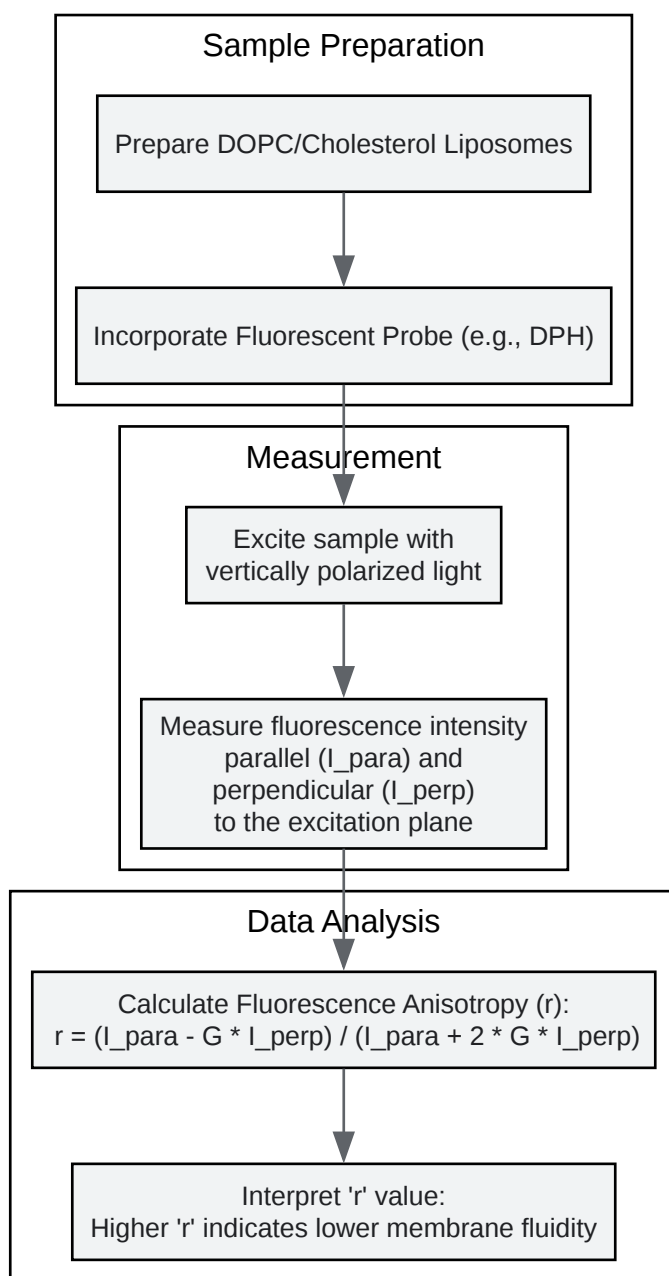 Sample Preparation
Prepare DOPC/Cholesterol Liposomes
Incorporate Fluorescent Probe (e.g., DPH)
Measurement
Excite sample with
vertically polarized light
Measure fluorescence intensity
parallel (I_para) and
perpendicular (I_perp)
to the excitation plane
Data Analysis
Calculate Fluorescence Anisotropy (r):
r = (I_para - G * I_perp) / (I_para + 2 * G * I_perp)
Interpret 'r' value:
Higher 'r' indicates lower membrane fluidity